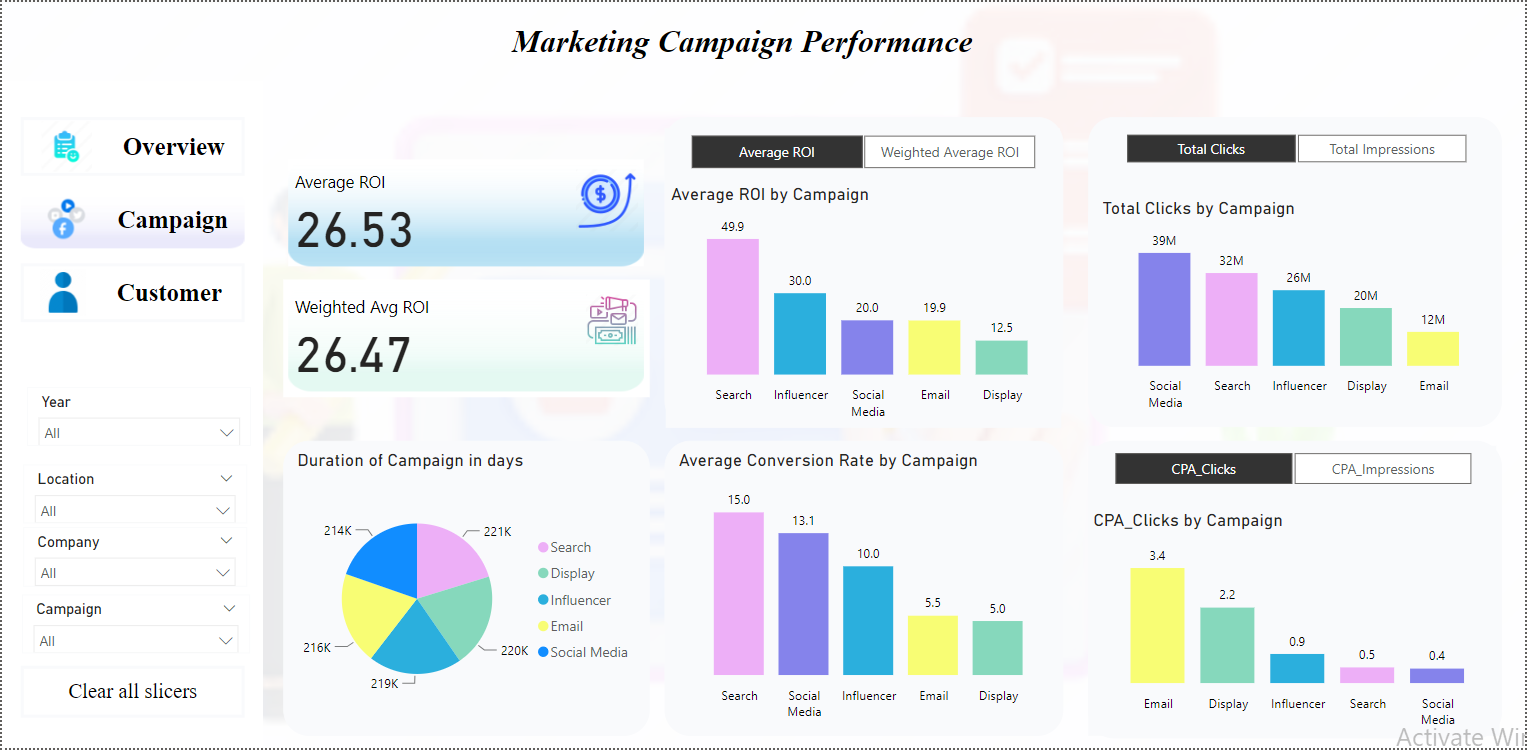 Marketing Campaign Performance
Overview
Campaign
Customer
Year
All
Location
All
Company
All
Campaign
All
Clear all slicers
Average ROI
26.53
Weighted Avg ROI
26.47
Average ROI
Weighted Average ROI
Average ROI by Campaign
49.9
30.0
20.0
19.9
12.5
Search
Influencer
Social
Media
Email
Display
Total Clicks
Total Impressions
Total Clicks by Campaign
39M
32M
26M
20M
12M
Social
Media
Search
Influencer
Display
Email
Duration of Campaign in days
214K
221K
216K
220K
219K
Search
Display
Influencer
Email
Social Media
Average Conversion Rate by Campaign
15.0
13.1
10.0
5.5
5.0
Search
Social
Media
Influencer
Email
Display
CPA_Clicks
CPA_Impressions
CPA_Clicks by Campaign
3.4
2.2
0.9
0.5
0.4
Email
Display
Influencer
Search
Social
Media
Activate Wi